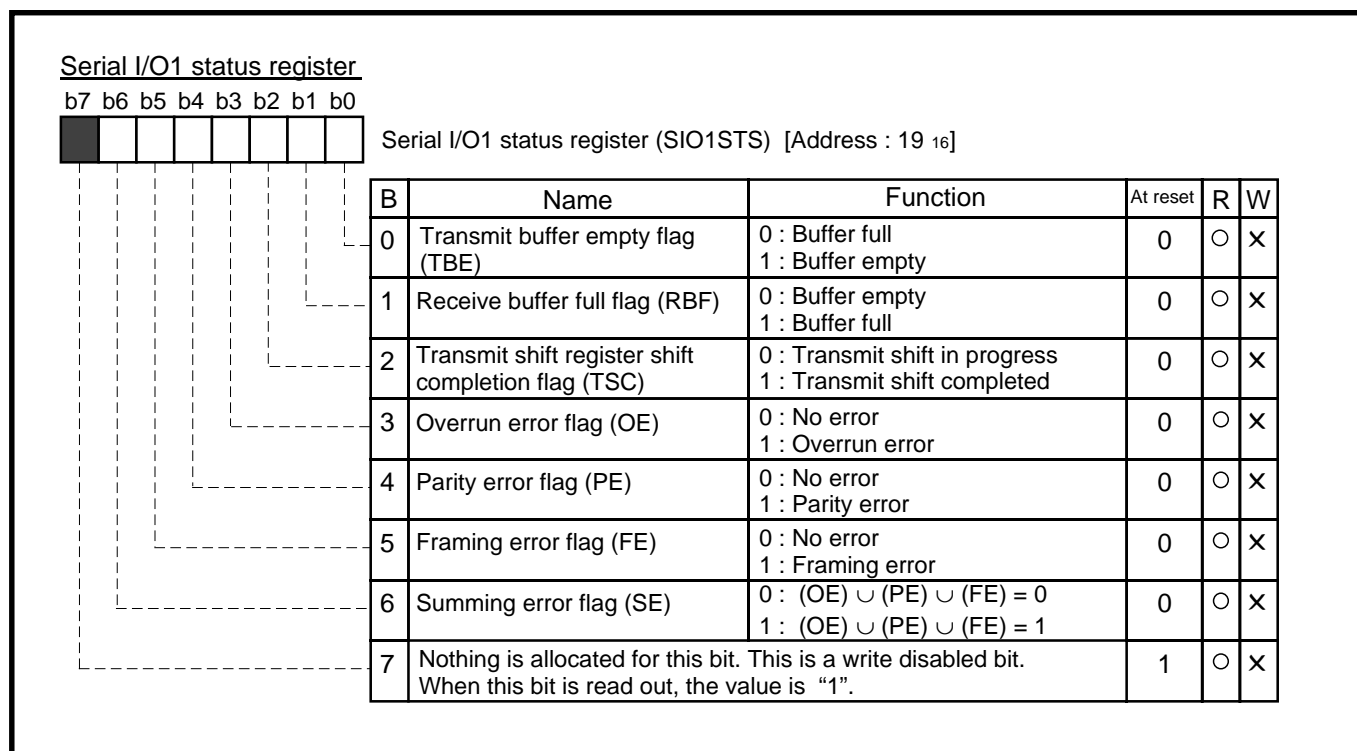 Serial I/O1 status register
b7 b6 b5 b4 b3 b2 b1 b0
Serial I/O1 status register (SIO1STS) [Address : 19 16]
B Name Function At reset R W
0 Transmit buffer empty flag (TBE) 0 : Buffer full 0 ○ ×
1 : Buffer empty
1 Receive buffer full flag (RBF) 0 : Buffer empty 0 ○ ×
1 : Buffer full
2 Transmit shift register shift completion flag (TSC) 0 : Transmit shift in progress 0 ○ ×
1 : Transmit shift completed
3 Overrun error flag (OE) 0 : No error 0 ○ ×
1 : Overrun error
4 Parity error flag (PE) 0 : No error 0 ○ ×
1 : Parity error
5 Framing error flag (FE) 0 : No error 0 ○ ×
1 : Framing error
6 Summing error flag (SE) 0 : (OE) ∪ (PE) ∪ (FE) = 0 0 ○ ×
1 : (OE) ∪ (PE) ∪ (FE) = 1
7 Nothing is allocated for this bit. This is a write disabled bit. 1 ○ ×
When this bit is read out, the value is “1”.